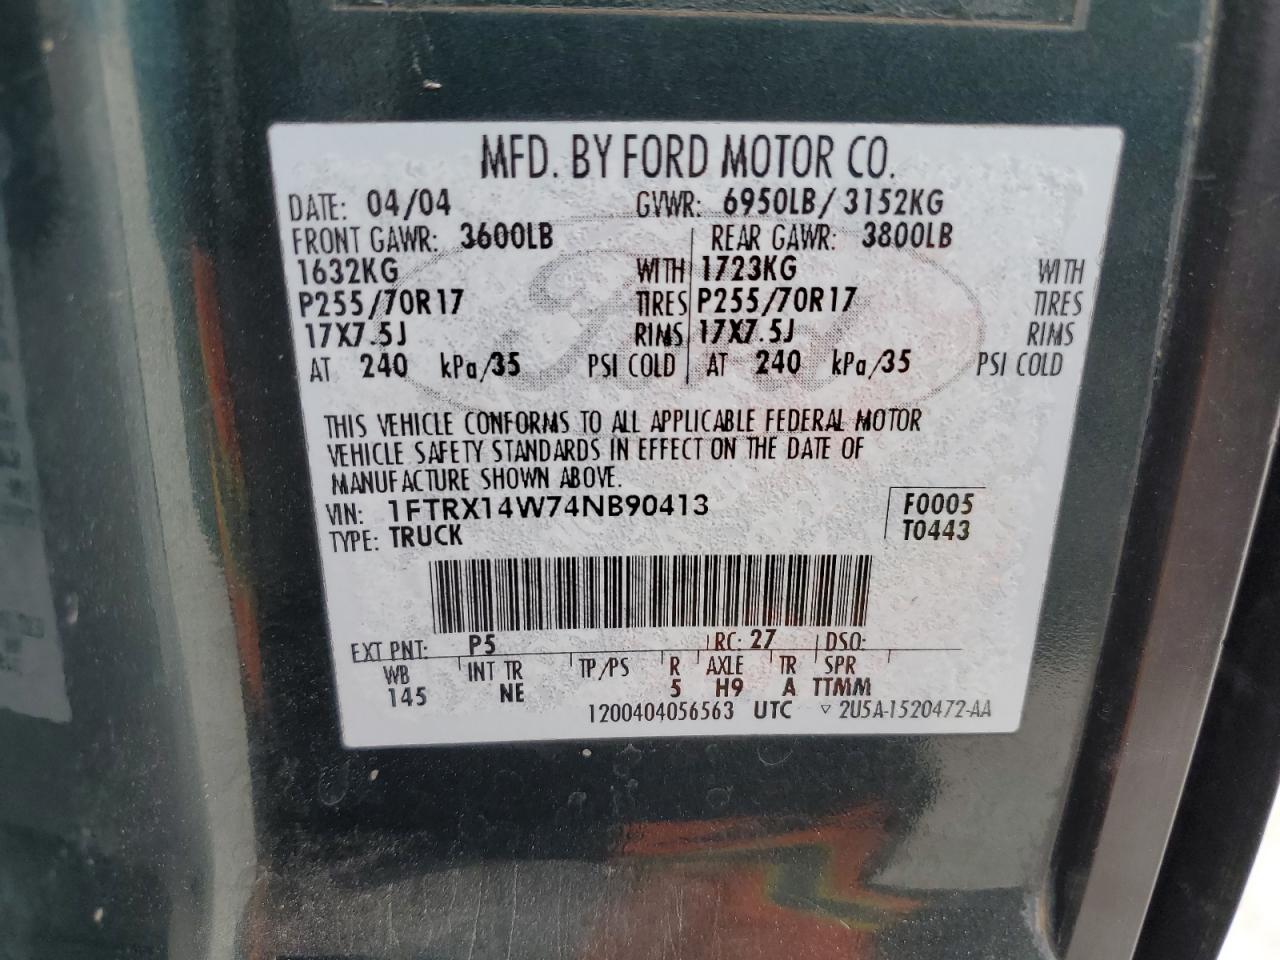 MFD. BY FORD MOTOR CO.
DATE: 04/04 GVWR: 6950LB/ 3152KG
FRONT GAWR: 3600LB REAR GAWR: 3800LB
1632KG WITH 1723KG WITH
P255/70R17 TIRES P255/70R17 TIRES
17X7.5J RIMS 17X7.5J RIMS
AT 240 kPa/35 PSI COLD AT 240 kPa/35 PSI COLD
THIS VEHICLE CONFORMS TO ALL APPLICABLE FEDERAL MOTOR
VEHICLE SAFETY STANDARDS IN EFFECT ON THE DATE OF
MANUFACTURE SHOWN ABOVE.
VIN: 1FTRX14W74NB90413 F0005
TYPE: TRUCK T0443
EXT PNT: P5 RC: 27 DSO:
WB INT TR TP/PS R AXLE TR SPR
145 NE 5 H9 A TTMM
1200404056563 UTC ▽ 2U5A-1520472-AA